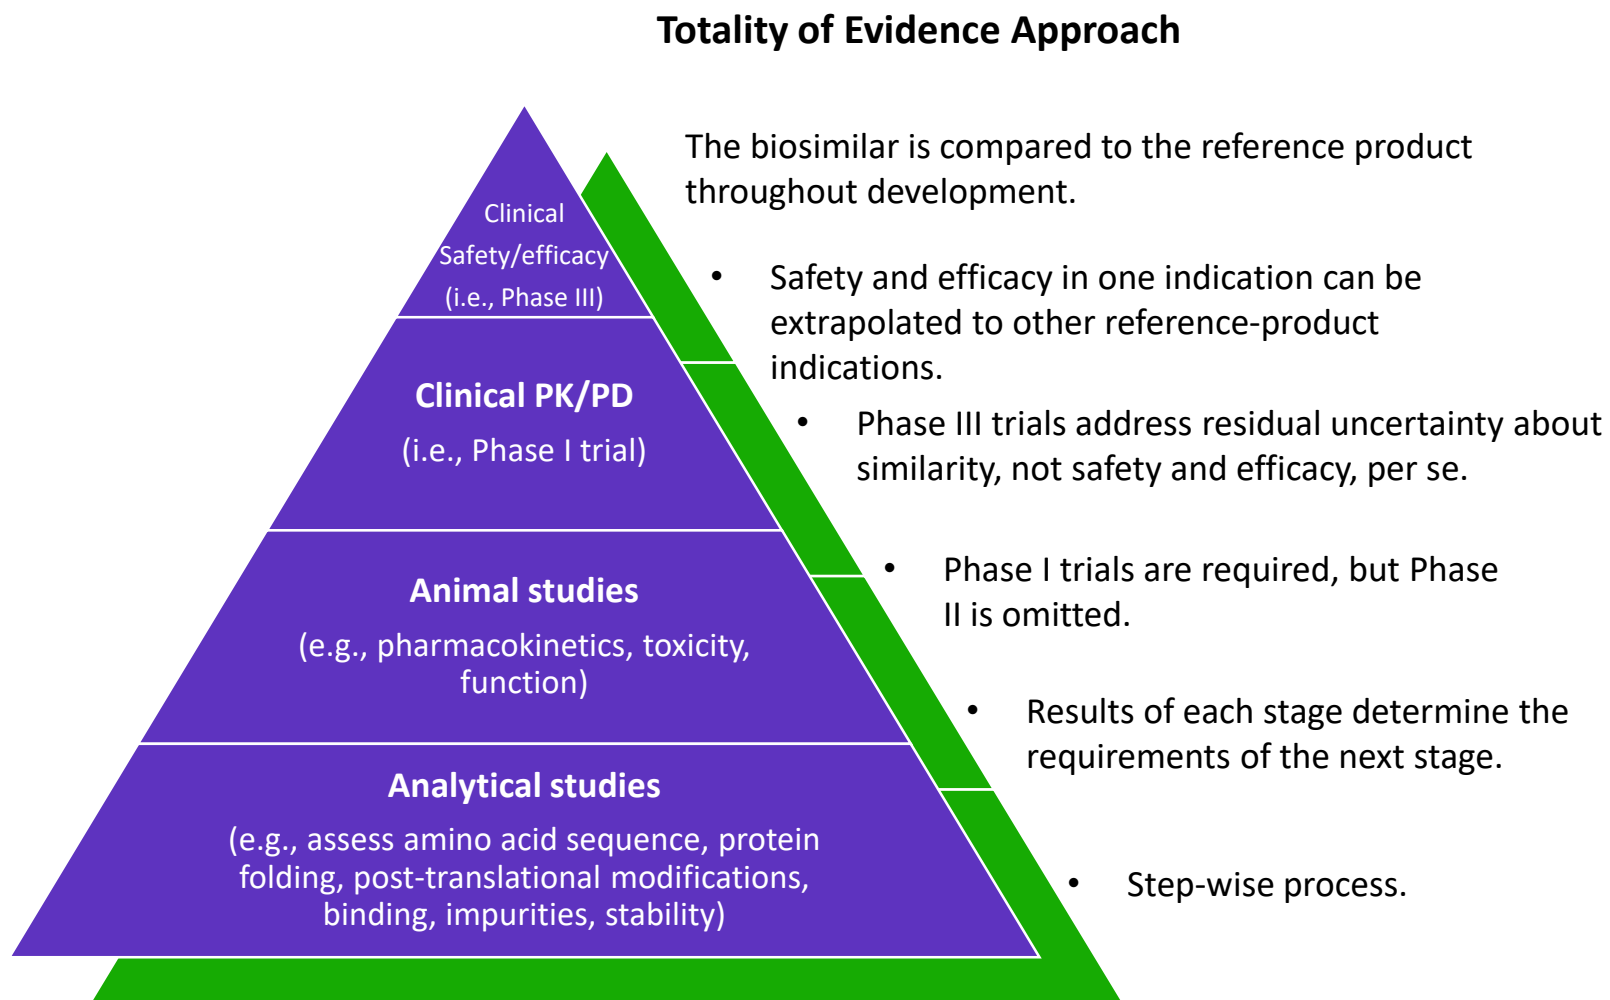 Totality of Evidence Approach
Clinical
Safety/efficacy
(i.e., Phase III)
Clinical PK/PD
(i.e., Phase I trial)
Animal studies
(e.g., pharmacokinetics, toxicity,
function)
Analytical studies
(e.g., assess amino acid sequence, protein
folding, post-translational modifications,
binding, impurities, stability)
The biosimilar is compared to the reference product
throughout development.
• Safety and efficacy in one indication can be
extrapolated to other reference-product
indications.
• Phase III trials address residual uncertainty about
similarity, not safety and efficacy, per se.
• Phase I trials are required, but Phase
II is omitted.
• Results of each stage determine the
requirements of the next stage.
• Step-wise process.